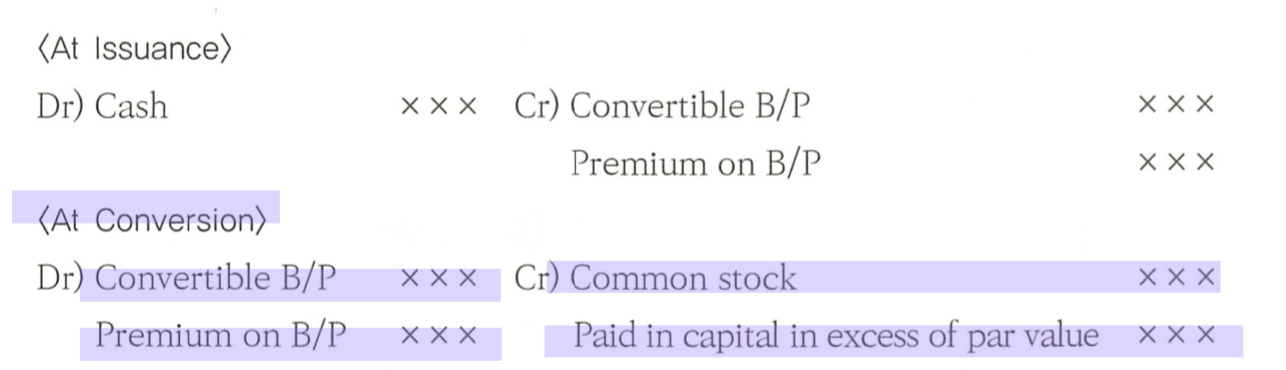 〈At Issuance〉
Dr) Cash ××× Cr) Convertible B/P ×××
Premium on B/P ×××
〈At Conversion〉
Dr) Convertible B/P ××× Cr) Common stock ×××
Premium on B/P ××× Paid in capital in excess of par value ×××